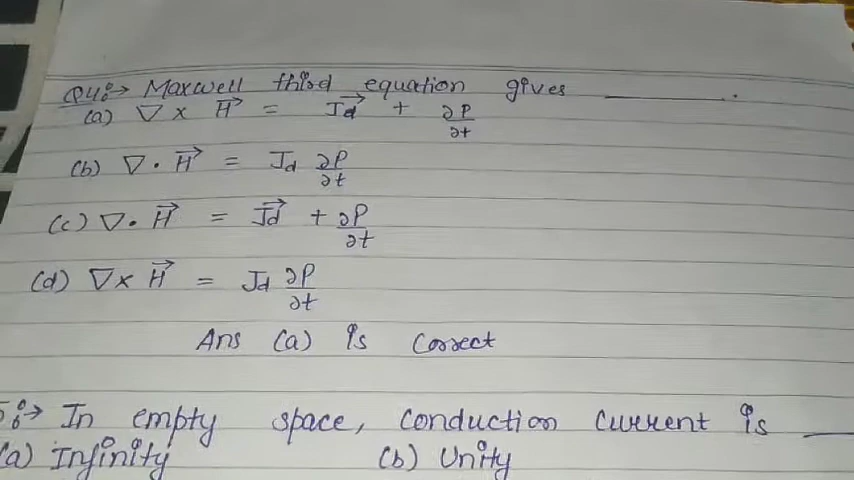 Q4:→ Maxwell third equation gives ________.
(a) ∇ × H⃗ = J⃗d + ∂P/∂t
(b) ∇ · H⃗ = Jd ∂P/∂t
(c) ∇ · H⃗ = J⃗d + ∂P/∂t
(d) ∇ × H⃗ = Jd ∂P/∂t
Ans (a) is correct
:→ In empty space, conduction current is ____
(a) Infinity (b) Unity